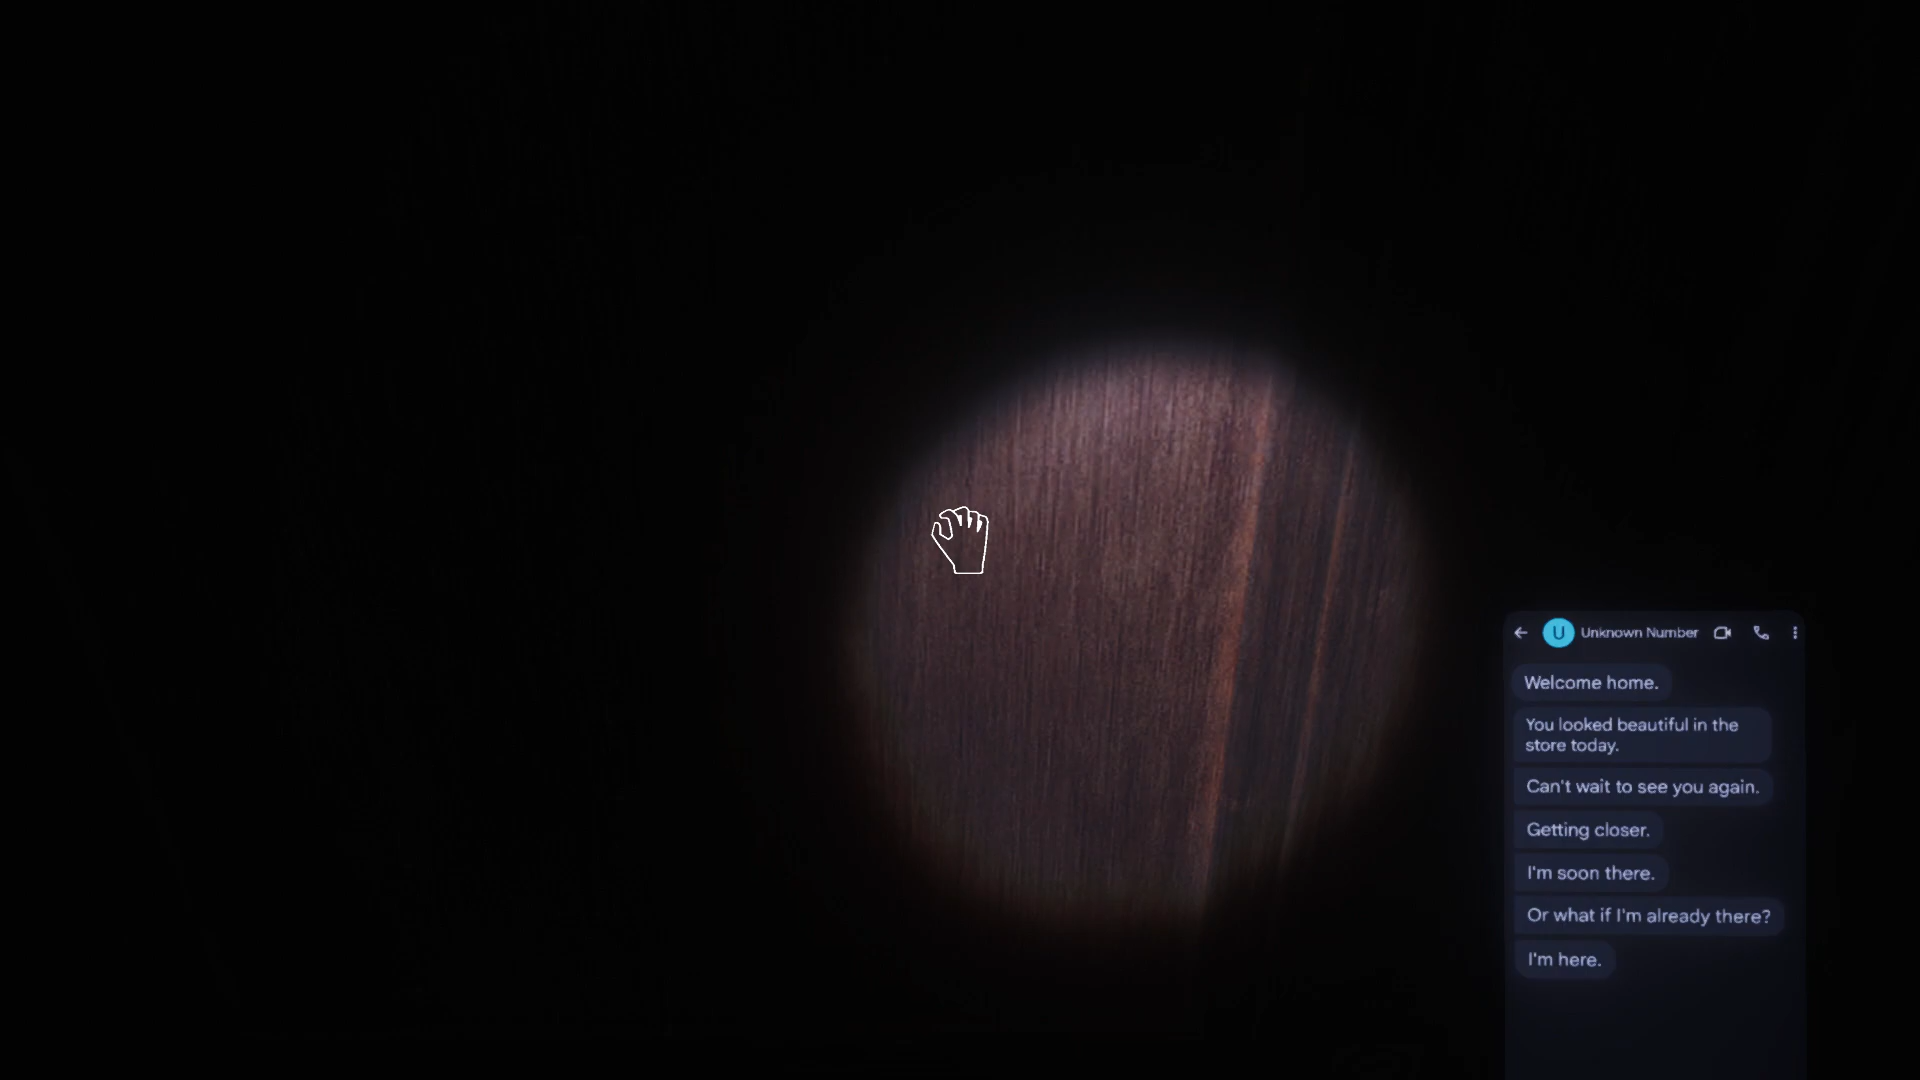 U Unknown Number
Welcome home.
You looked beautiful in the
store today.
Can't wait to see you again.
Getting closer.
I'm soon there.
Or what if I'm already there?
I'm here.